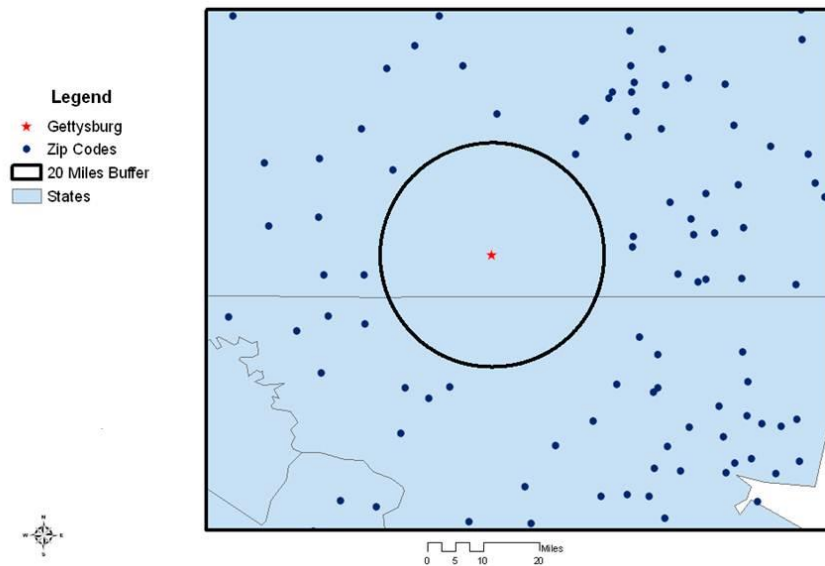 Legend
Gettysburg
Zip Codes
20 Miles Buffer
States
N
W E
S
Miles
0 5 10 20